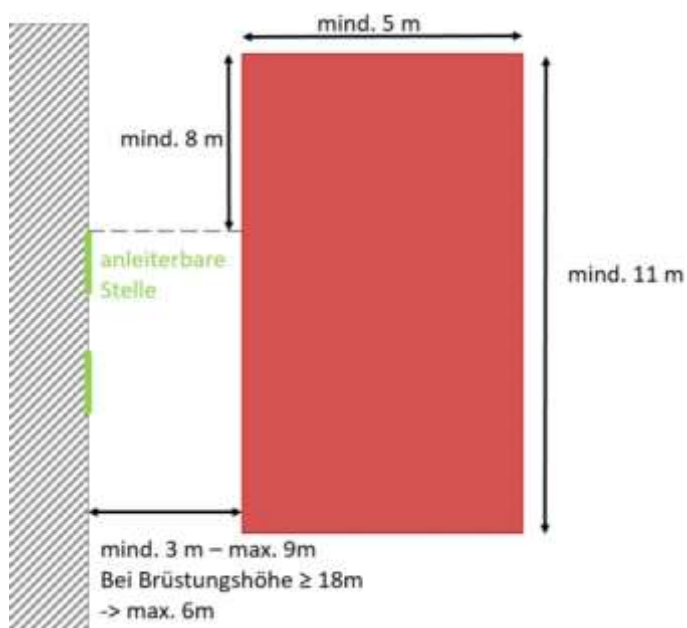 mind. 5 m
mind. 8 m
anleiterbare
Stelle
mind. 11 m
mind. 3 m – max. 9m
Bei Brüstungshöhe ≥ 18m
-> max. 6m